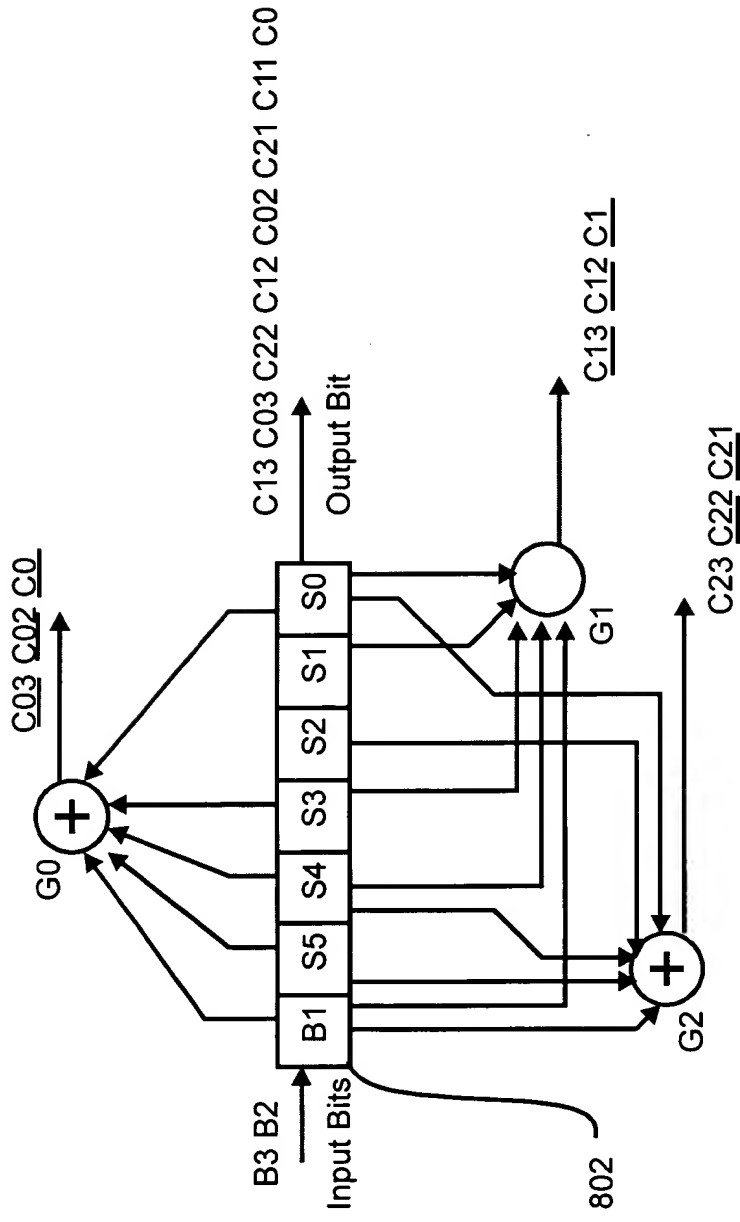 C03 C02 C0
G0
B3 B2
Input Bits
B1 S5 S4 S3 S2 S1 S0
C13 C03 C22 C12 C02 C21 C11 C0
Output Bit
G1
C13 C12 C1
G2
C23 C22 C21
802